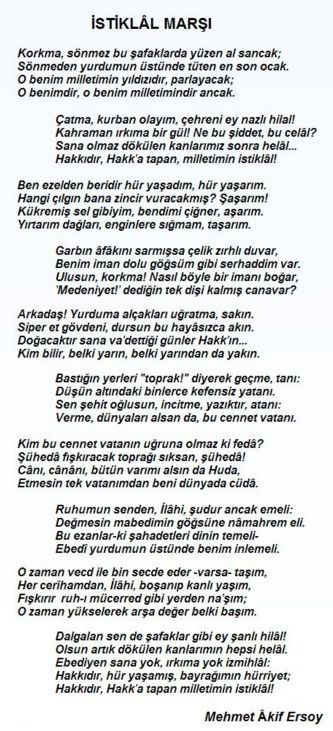 İSTİKLÂL MARŞI
Korkma, sönmez bu şafaklarda yüzen al sancak;
Sönmeden yurdumun üstünde tüten en son ocak.
O benim milletimin yıldızıdır, parlayacak;
O benimdir, o benim milletimindir ancak.
Çatma, kurban olayım, çehreni ey nazlı hilal!
Kahraman ırkıma bir gül! Ne bu şiddet, bu celâl?
Sana olmaz dökülen kanlarımız sonra helâl...
Hakkıdır, Hakk'a tapan, milletimin istiklâl!
Ben ezelden beridir hür yaşadım, hür yaşarım.
Hangi çılgın bana zincir vuracakmış? Şaşarım!
Kükremiş sel gibiyim, bendimi çiğner, aşarım.
Yırtarım dağları, enginlere sığmam, taşarım.
Garbın âfâkını sarmışsa çelik zırhlı duvar,
Benim iman dolu göğsüm gibi serhaddim var.
Ulusun, korkma! Nasıl böyle bir imanı boğar,
'Medeniyet!' dediğin tek dişi kalmış canavar?
Arkadaş! Yurduma alçakları uğratma, sakın.
Siper et gövdeni, dursun bu hayâsızca akın.
Doğacaktır sana va'dettiği günler Hakk'ın...
Kim bilir, belki yarın, belki yarından da yakın.
Bastığın yerleri "toprak!" diyerek geçme, tanı:
Düşün altındaki binlerce kefensiz yatanı.
Sen şehit oğlusun, incitme, yazıktır, atanı:
Verme, dünyaları alsan da, bu cennet vatanı.
Kim bu cennet vatanın uğruna olmaz ki fedâ?
Şühedâ fışkıracak toprağı sıksan, şühedâ!
Cânı, cânânı, bütün varımı alsın da Huda,
Etmesin tek vatanımdan beni dünyada cüdâ.
Ruhumun senden, İlâhi, şudur ancak emeli:
Değmesin mabedimin göğsüne nâmahrem eli.
Bu ezanlar-ki şahadetleri dinin temeli-
Ebedî yurdumun üstünde benim inlemeli.
O zaman vecd ile bin secde eder -varsa- taşım,
Her cerîhamdan, İlâhi, boşanıp kanlı yaşım,
Fışkırır ruh-ı mücerred gibi yerden na'şım;
O zaman yükselerek arşa değer belki başım.
Dalgalan sen de şafaklar gibi ey şanlı hilâl!
Olsun artık dökülen kanlarımın hepsi helâl.
Ebediyen sana yok, ırkıma yok izmihlâl:
Hakkıdır, hür yaşamış, bayrağımın hürriyet;
Hakkıdır, Hakk'a tapan milletimin istiklâl!
Mehmet Âkif Ersoy